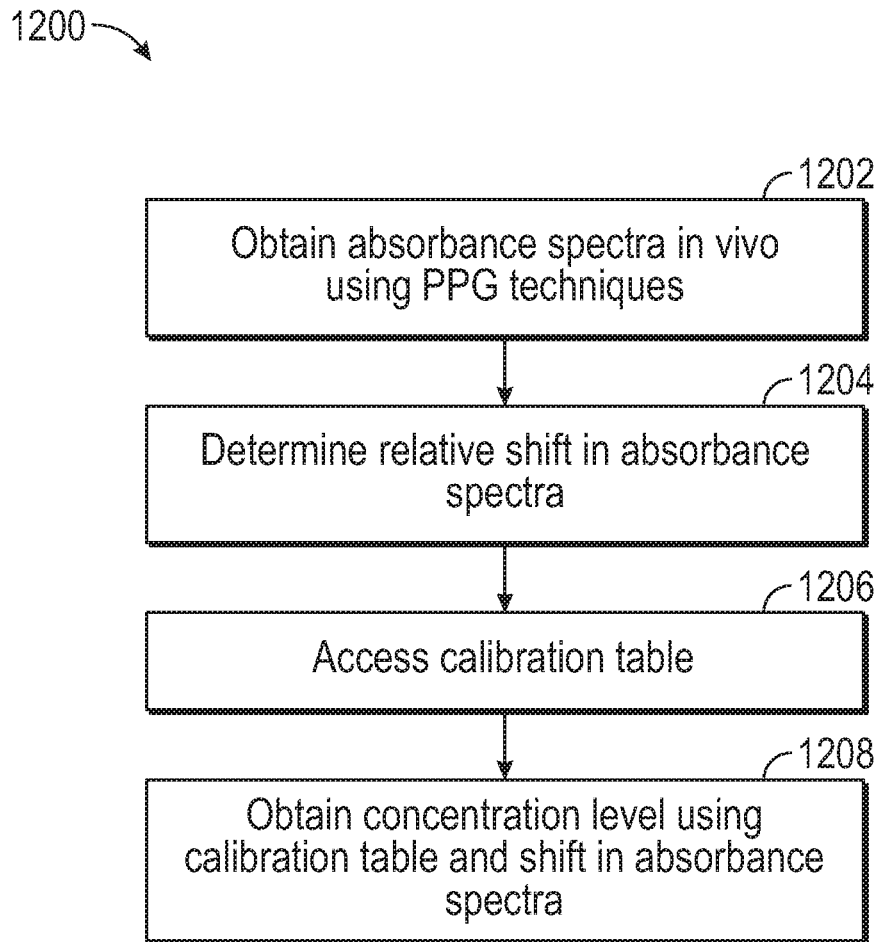 1200
1202
Obtain absorbance spectra in vivo
using PPG techniques
1204
Determine relative shift in absorbance
spectra
1206
Access calibration table
1208
Obtain concentration level using
calibration table and shift in absorbance
spectra